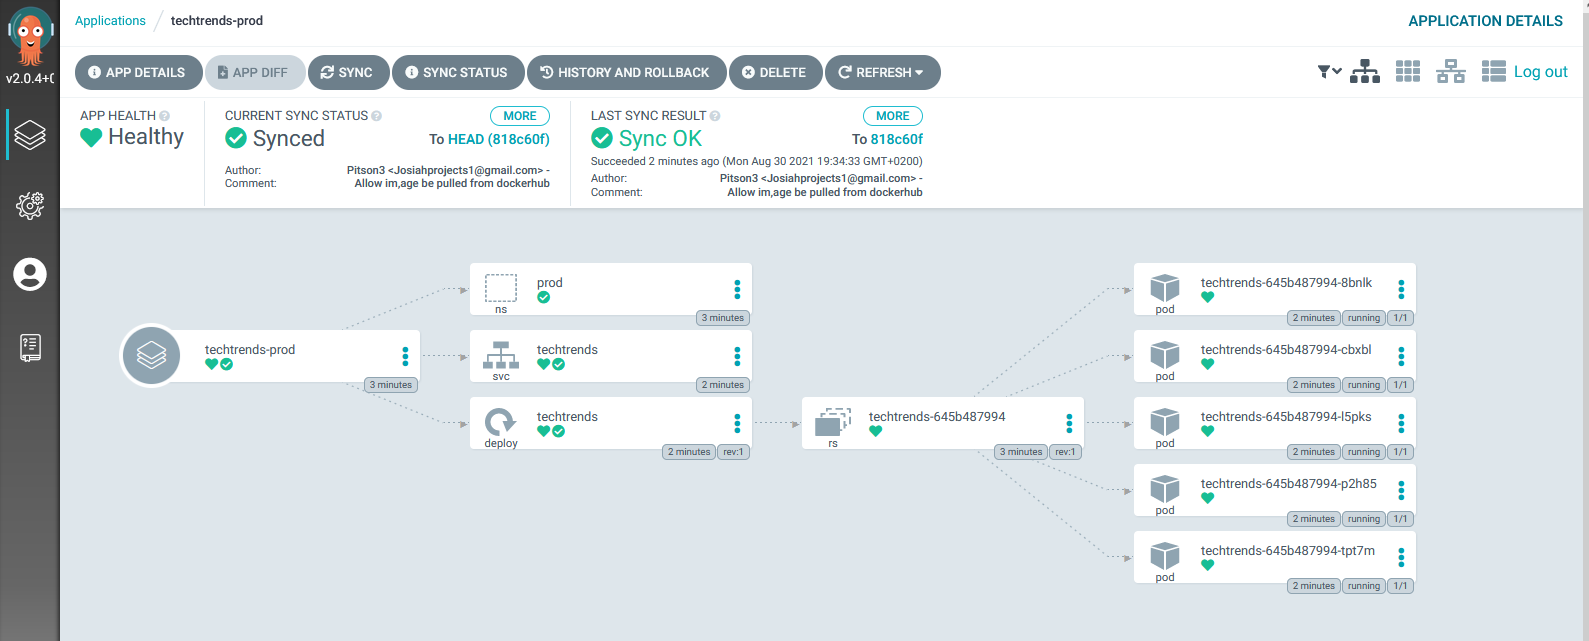 Applications / techtrends-prod
APPLICATION DETAILS
v2.0.4+0
APP DETAILS
APP DIFF
SYNC
SYNC STATUS
HISTORY AND ROLLBACK
DELETE
REFRESH
Log out
APP HEALTH
Healthy
CURRENT SYNC STATUS
MORE
Synced
To HEAD (818c60f)
Author: Pitson3 <Josiahprojects1@gmail.com> -
Comment: Allow im,age be pulled from dockerhub
LAST SYNC RESULT
MORE
Sync OK
To 818c60f
Succeeded 2 minutes ago (Mon Aug 30 2021 19:34:33 GMT+0200)
Author: Pitson3 <Josiahprojects1@gmail.com> -
Comment: Allow im,age be pulled from dockerhub
techtrends-prod
3 minutes
prod
ns
3 minutes
techtrends
svc
2 minutes
techtrends
deploy
2 minutes rev:1
techtrends-645b487994
rs
3 minutes rev:1
techtrends-645b487994-8bnlk
pod
2 minutes running 1/1
techtrends-645b487994-cbxbl
pod
2 minutes running 1/1
techtrends-645b487994-l5pks
pod
2 minutes running 1/1
techtrends-645b487994-p2h85
pod
2 minutes running 1/1
techtrends-645b487994-tpt7m
pod
2 minutes running 1/1